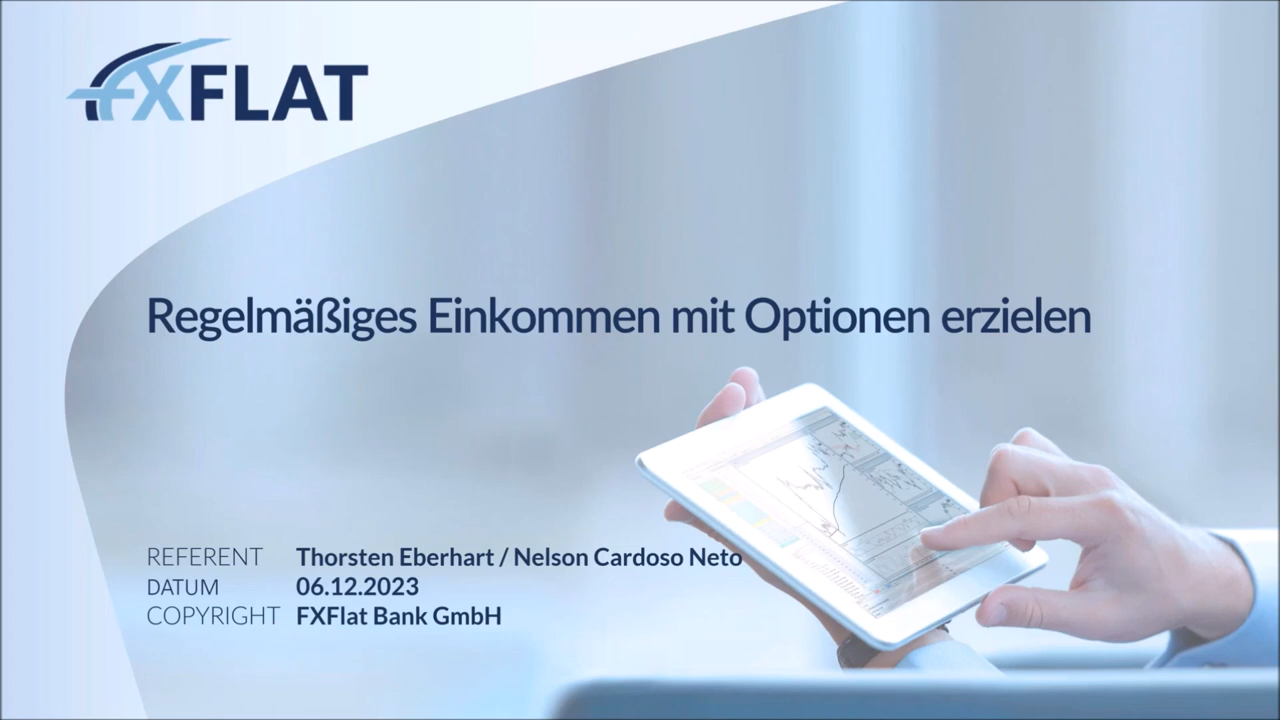 FXFLAT
Regelmäßiges Einkommen mit Optionen erzielen
REFERENT Thorsten Eberhart / Nelson Cardoso Neto
DATUM 06.12.2023
COPYRIGHT FXFlat Bank GmbH